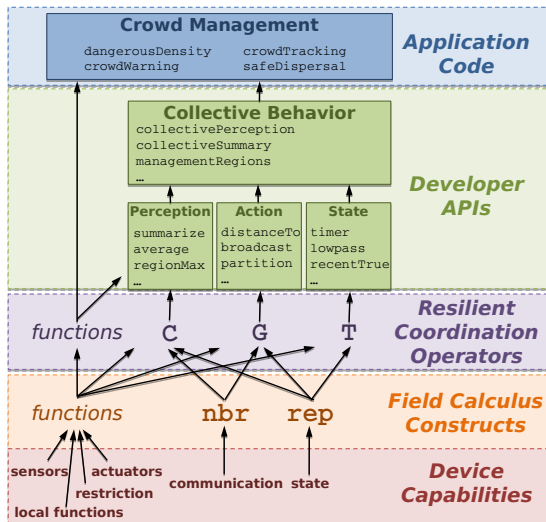 Crowd Management
dangerousDensity crowdTracking
crowdWarning safeDispersal
Application
Code
Collective Behavior
collectivePerception
collectiveSummary
managementRegions
…
Developer
APIs
Perception
summarize
average
regionMax
…
Action
distanceTo
broadcast
partition
…
State
timer
lowpass
recentTrue
…
functions C G T
Resilient
Coordination
Operators
functions nbr rep
Field Calculus
Constructs
sensors actuators
restriction
local functions
communication state
Device
Capabilities